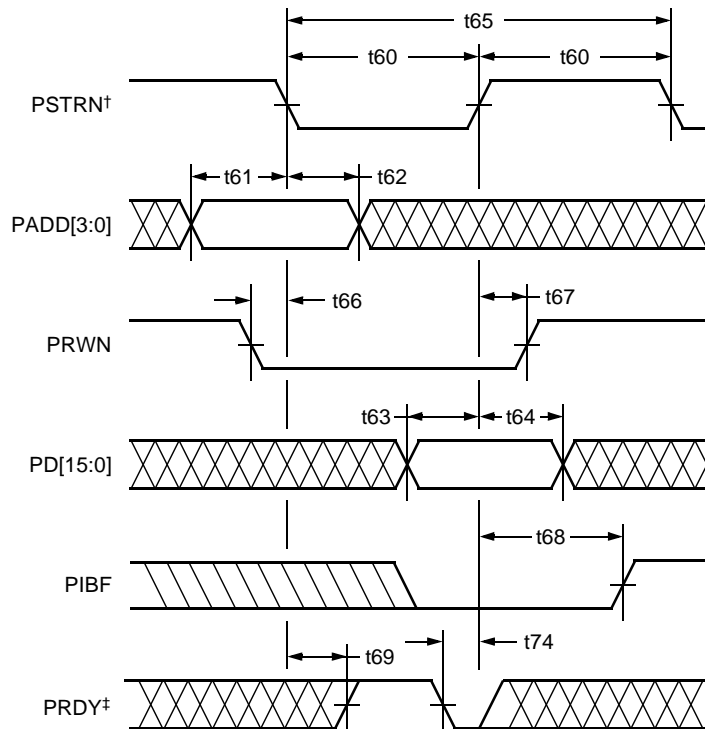 t65
t60 t60
PSTRN†
t61 t62
PADD[3:0]
t66 t67
PRWN
t63 t64
PD[15:0]
t68
PIBF
t69 t74
PRDY‡